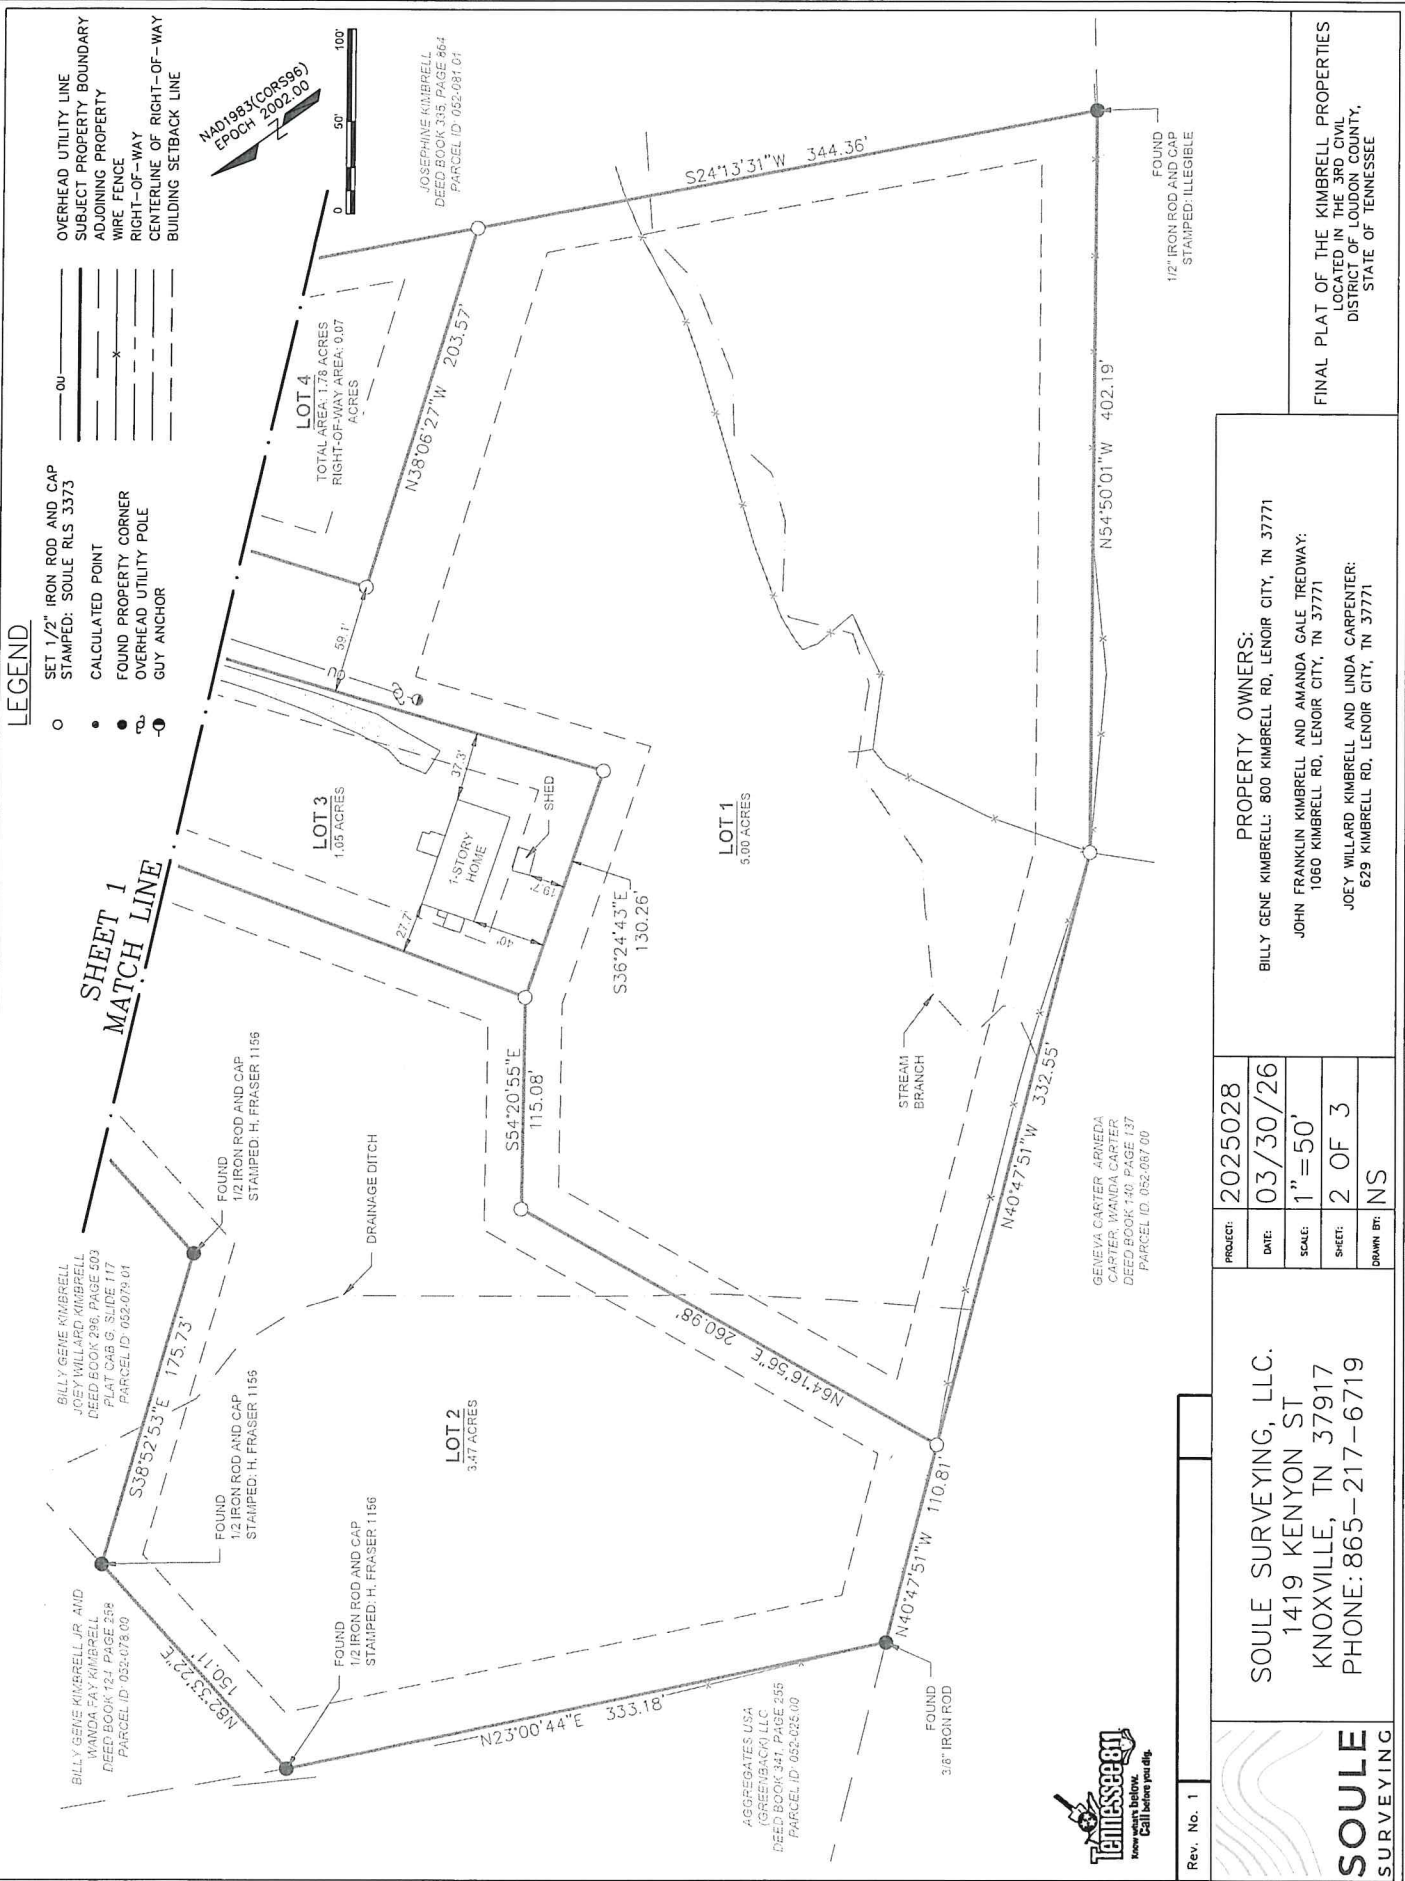 LEGEND
SET 1/2" IRON ROD AND CAP
STAMPED: SOULE RLS 3373
CALCULATED POINT
FOUND PROPERTY CORNER
OVERHEAD UTILITY POLE
GUY ANCHOR
OU
OVERHEAD UTILITY LINE
SUBJECT PROPERTY BOUNDARY
ADJOINING PROPERTY
WIRE FENCE
RIGHT-OF-WAY
CENTERLINE OF RIGHT-OF-WAY
BUILDING SETBACK LINE
NAD1983(CORS96)
EPOCH 2002.00
Z
0 50' 100'
SHEET 1
MATCH LINE
BILLY GENE KIMBRELL
JOEY WILLARD KIMBRELL
DEED BOOK 296, PAGE 503
PLAT CAB G, SLIDE 117
PARCEL ID: 052-079.01
BILLY GENE KIMBRELL JR AND
WANDA FAY KIMBRELL
DEED BOOK 124 PAGE 258
PARCEL ID: 052-078.00
S38°52'53"E 175.73'
FOUND
1/2 IRON ROD AND CAP
STAMPED: H. FRASER 1156
FOUND
1/2 IRON ROD AND CAP
STAMPED: H. FRASER 1156
N82°33'22"E
150.11'
FOUND
1/2 IRON ROD AND CAP
STAMPED: H. FRASER 1156
DRAINAGE DITCH
LOT 2
3.47 ACRES
N23°00'44"E 333.18'
AGGREGATES USA
(GREENBACK) LLC
DEED BOOK 341, PAGE 255
PARCEL ID: 052-025.00
FOUND
3/8" IRON ROD
N40°47'51"W 110.81'
N64°16'56"E 260.98'
S54°20'55"E
115.08'
LOT 3
1.05 ACRES
1-STORY
HOME
SHED
27.7'
37.3'
40'
19.7'
59.1'
OU
S36°24'43"E
130.26'
LOT 4
TOTAL AREA: 1.78 ACRES
RIGHT-OF-WAY AREA: 0.07
ACRES
N38°06'27"W 203.57'
JOSEPHINE KIMBRELL
DEED BOOK 335, PAGE 864
PARCEL ID: 052-081.01
S24°13'31"W 344.36'
LOT 1
5.00 ACRES
STREAM
BRANCH
N40°47'51"W 332.55'
N54°50'01"W 402.19'
FOUND
1/2" IRON ROD AND CAP
STAMPED: ILLEGIBLE
GENEVA CARTER ARNEDA
CARTER, WANDA CARTER
DEED BOOK 140, PAGE 137
PARCEL ID: 052-087.00
Tennessee811
Know what's below.
Call before you dig.
Rev. No. 1
SOULE
SURVEYING
SOULE SURVEYING, LLC.
1419 KENYON ST
KNOXVILLE, TN 37917
PHONE: 865-217-6719
PROJECT: 2025028
DATE: 03/30/26
SCALE: 1"=50'
SHEET: 2 OF 3
DRAWN BY: NS
PROPERTY OWNERS:
BILLY GENE KIMBRELL: 800 KIMBRELL RD, LENOIR CITY, TN 37771
JOHN FRANKLIN KIMBRELL AND AMANDA GALE TREDWAY:
1060 KIMBRELL RD, LENOIR CITY, TN 37771
JOEY WILLARD KIMBRELL AND LINDA CARPENTER:
629 KIMBRELL RD, LENOIR CITY, TN 37771
FINAL PLAT OF THE KIMBRELL PROPERTIES
LOCATED IN THE 3RD CIVIL
DISTRICT OF LOUDON COUNTY,
STATE OF TENNESSEE